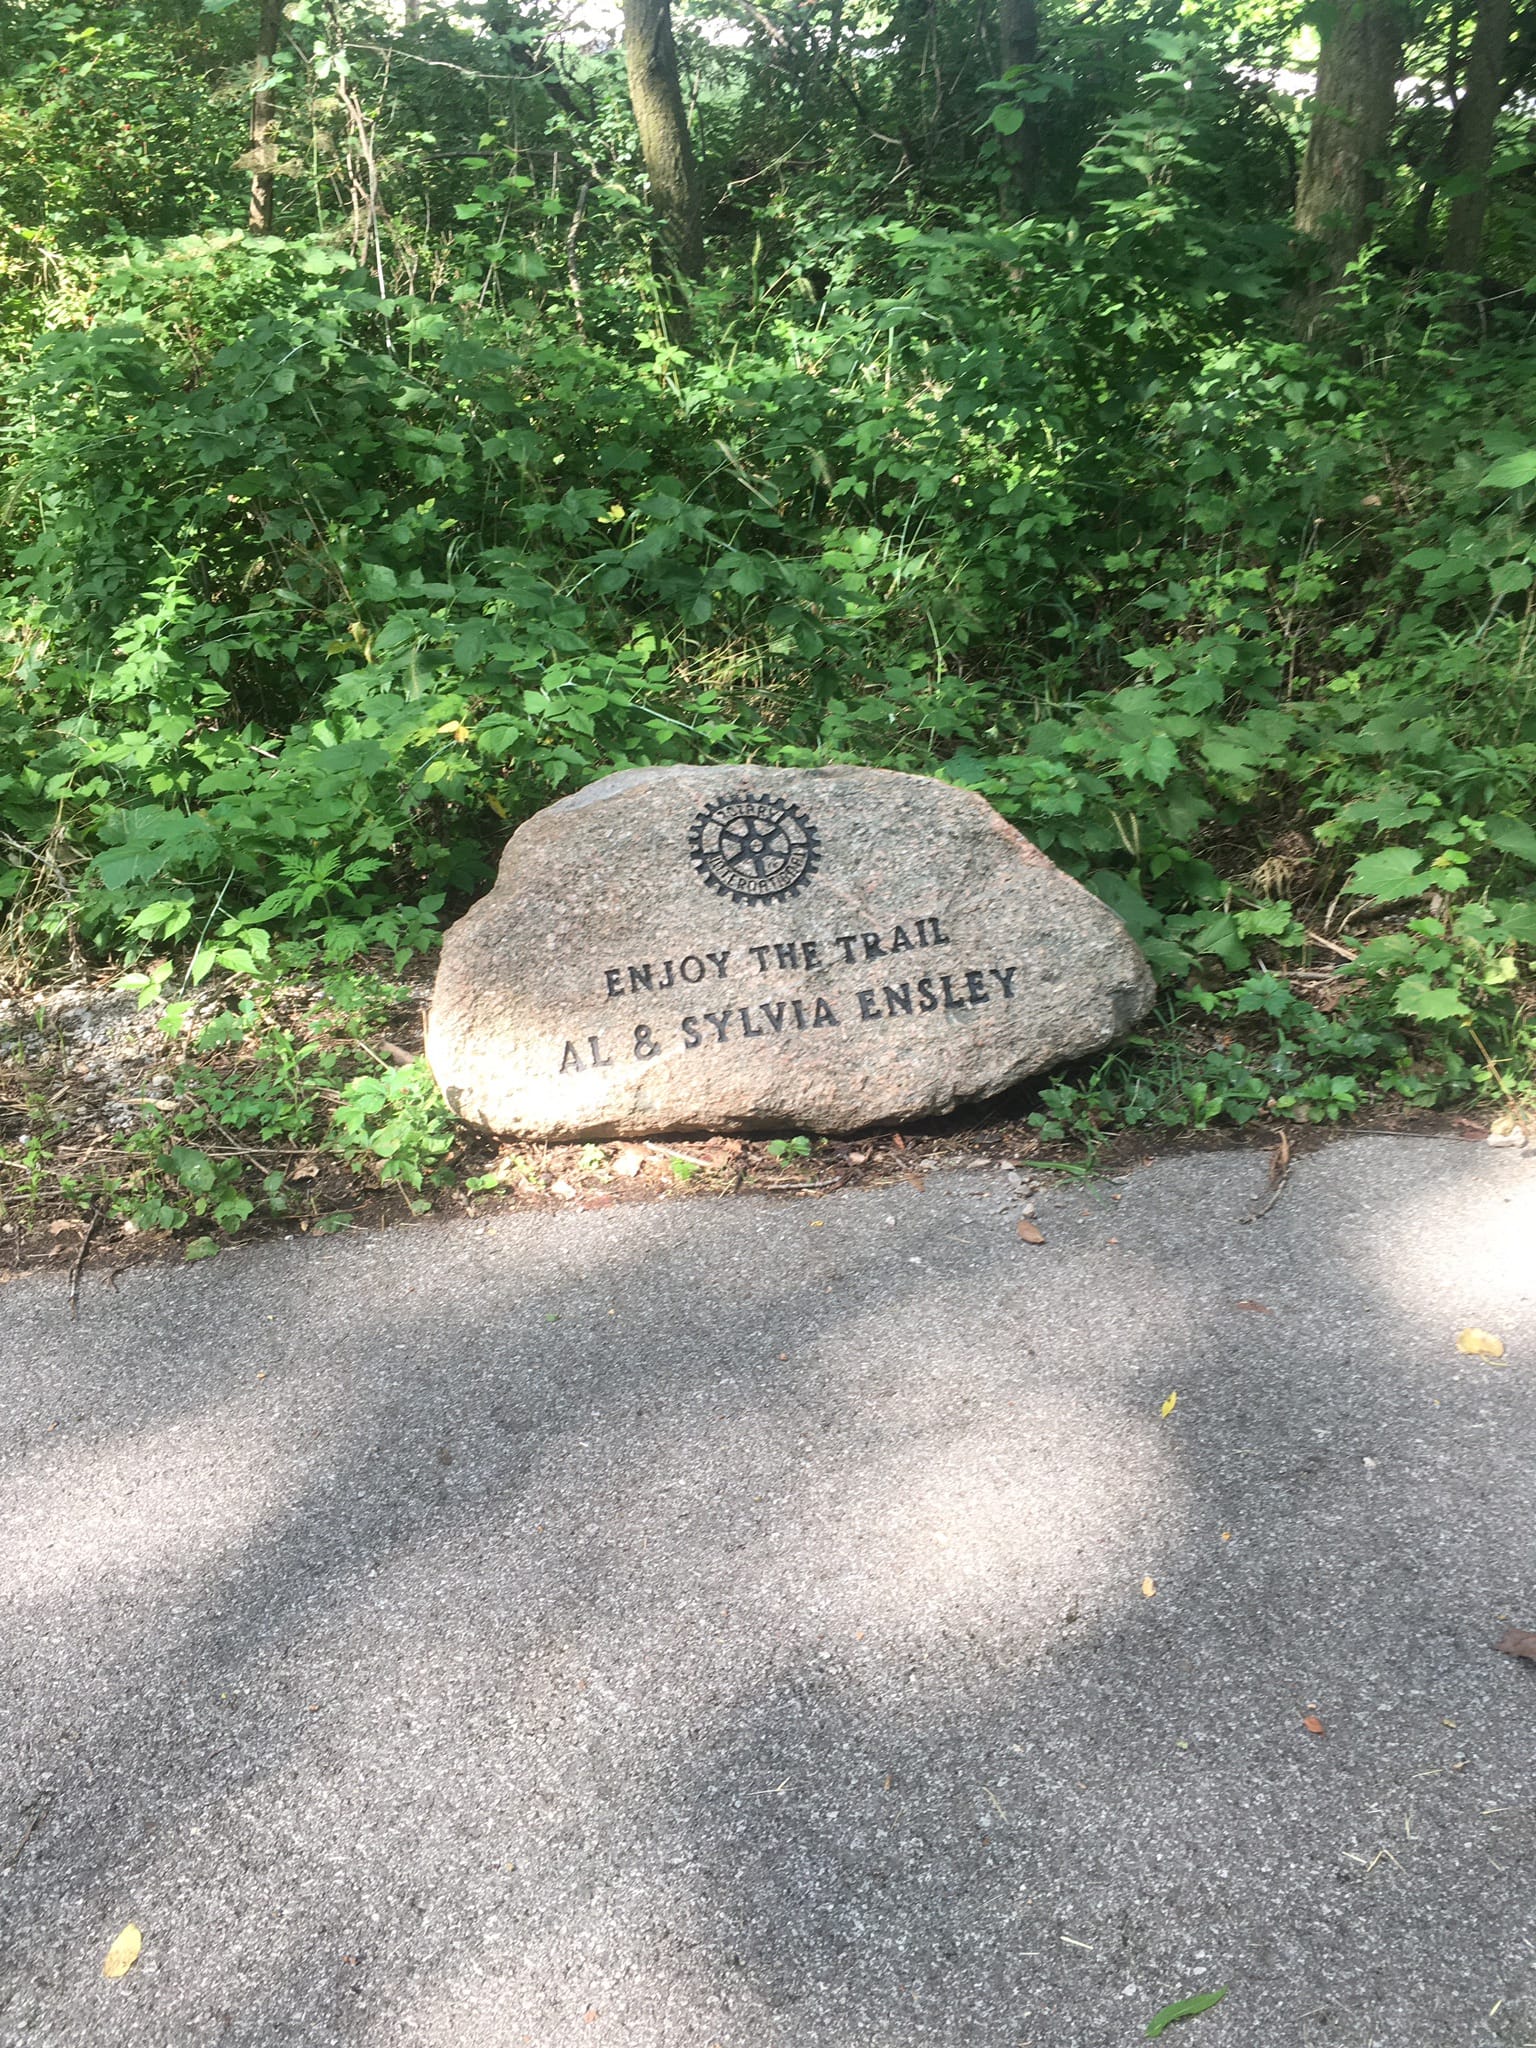 ROTARY
INTERNATIONAL
ENJOY THE TRAIL
AL & SYLVIA ENSLEY